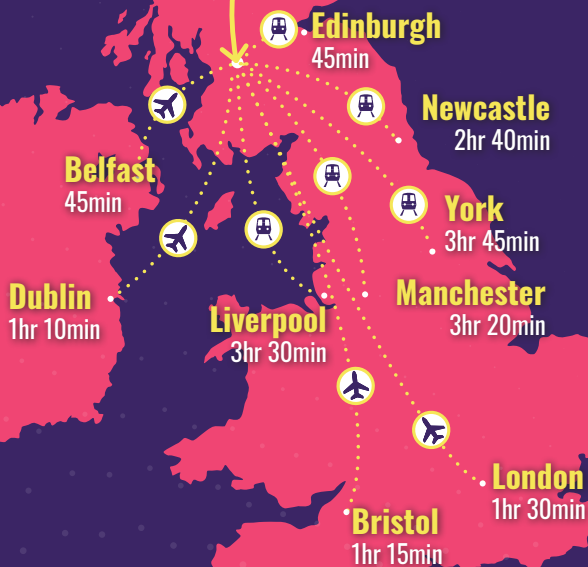 Edinburgh
45min
Newcastle
2hr 40min
Belfast
45min
York
3hr 45min
Dublin
1hr 10min
Manchester
3hr 20min
Liverpool
3hr 30min
London
1hr 30min
Bristol
1hr 15min